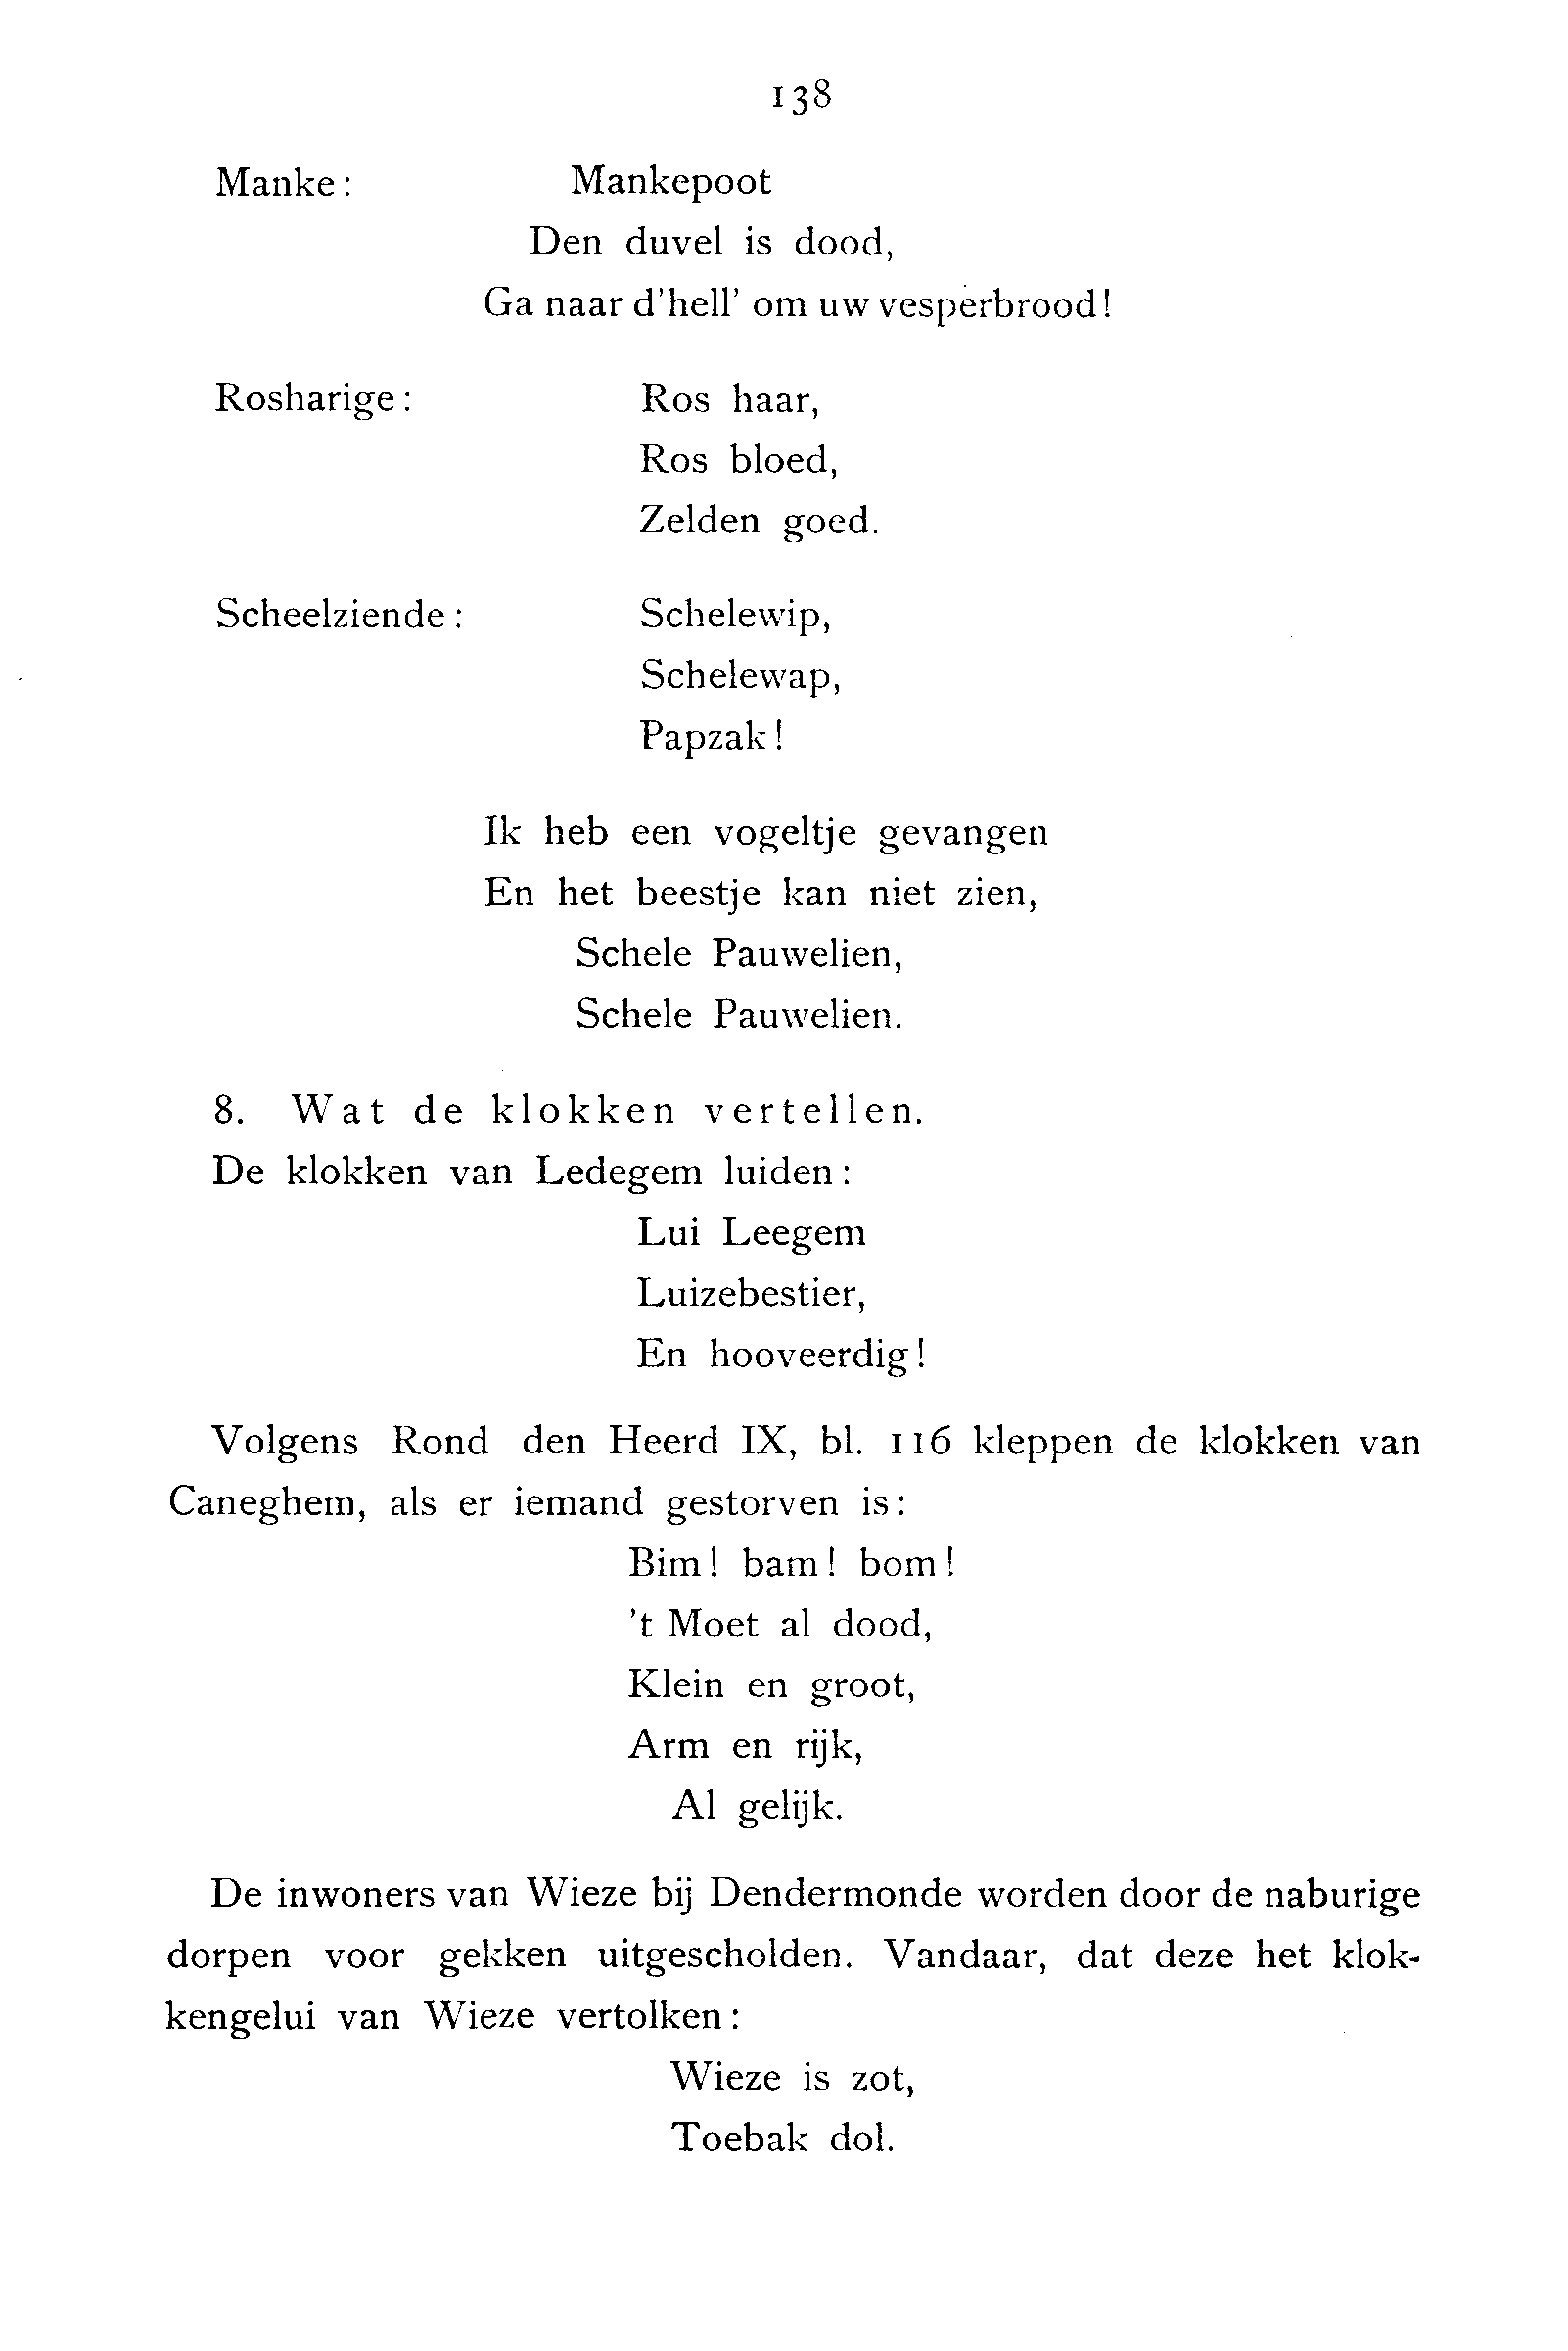 138
Manke: Mankepoot
Den duvel is dood,
Ga naar d'hell' om uw vesperbrood!
Rosharige: Ros haar,
Ros bloed,
Zelden goed.
Scheelziende: Schelewip,
Schelewap,
Papzak!
Ik heb een vogeltje gevangen
En het beestje kan niet zien,
Schele Pauwelien,
Schele Pauwelien.
8. Wat de klokken vertellen.
De klokken van Ledegem luiden:
Lui Leegem
Luizebestier,
En hooveerdig!
Volgens Rond den Heerd IX, bl. 116 kleppen de klokken van
Caneghem, als er iemand gestorven is:
Bim! bam! bom!
't Moet al dood,
Klein en groot,
Arm en rijk,
Al gelijk.
De inwoners van Wieze bij Dendermonde worden door de naburige
dorpen voor gekken uitgescholden. Vandaar, dat deze het klok-
kengelui van Wieze vertolken:
Wieze is zot,
Toebak dol.